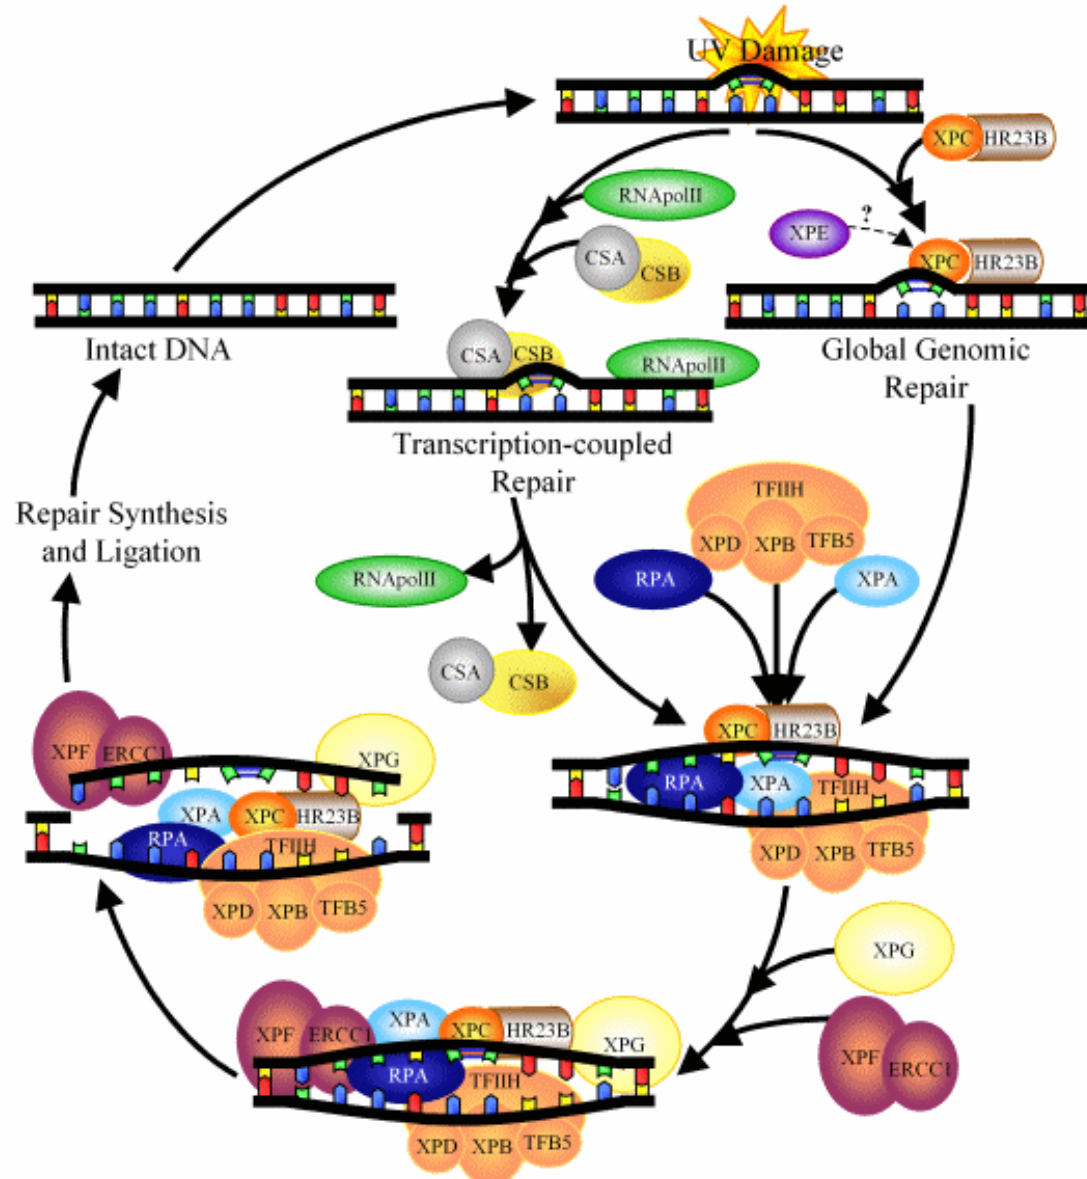 UV Damage
XPC
HR23B
RNApolII
XPE
?
CSA
CSB
XPC
HR23B
Intact DNA
CSA
CSB
RNApolII
Global Genomic
Repair
Transcription-coupled
Repair
TFIIH
XPD
XPB
TFB5
RPA
XPA
Repair Synthesis
and Ligation
RNApolII
CSA
CSB
XPC
HR23B
RPA
XPA
TFIIH
XPD
XPB
TFB5
XPF
ERCC1
XPG
XPA
XPC
HR23B
RPA
TFIIH
XPD
XPB
TFB5
XPG
XPF
ERCC1
XPF
ERCC1
XPA
XPC
HR23B
XPG
RPA
TFIIH
XPD
XPB
TFB5